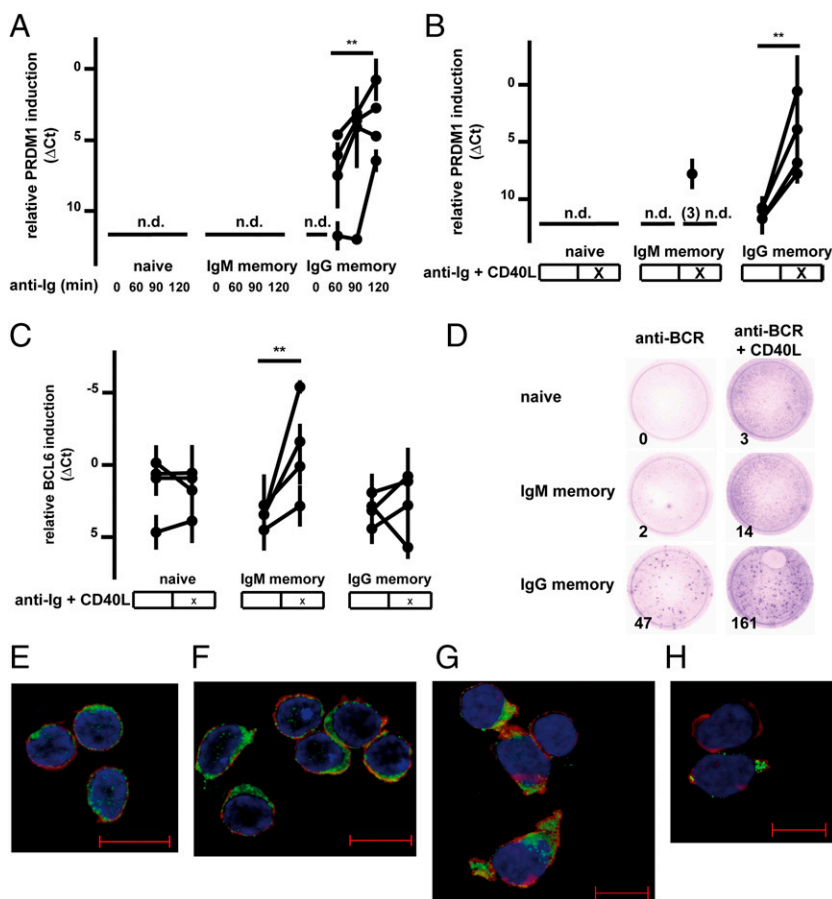 A
relative PRDM1 induction
(ΔCt)
0
5
10
**
n.d.
n.d.
n.d.
naive
IgM memory
IgG memory
anti-Ig (min)
0 60 90 120
0 60 90 120
0 60 90 120
B
relative PRDM1 induction
(ΔCt)
0
5
10
**
n.d.
n.d.
(3)
n.d.
naive
IgM memory
IgG memory
anti-Ig + CD40L
X
X
X
C
relative BCL6 induction
(ΔCt)
-5
0
5
**
naive
IgM memory
IgG memory
anti-Ig + CD40L
x
x
x
D
anti-BCR
anti-BCR
+ CD40L
naive
0
3
IgM memory
2
14
IgG memory
47
161
E
F
G
H